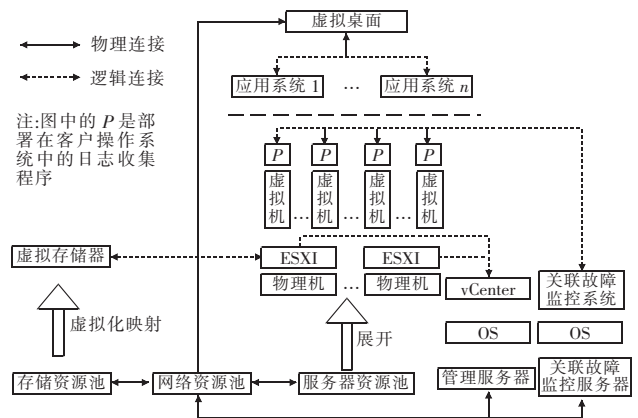 虚拟桌面
物理连接
逻辑连接
应用系统 1 … 应用系统 n
注:图中的 P 是部
署在客户操作系
统中的日志收集
程序
P P P P
虚拟机 … 虚拟机 … 虚拟机 … 虚拟机
虚拟存储器
ESXI ESXI
物理机 … 物理机
vCenter
关联故障
监控系统
虚拟化映射
展开
OS OS
存储资源池 网络资源池 服务器资源池
管理服务器
关联故障
监控服务器